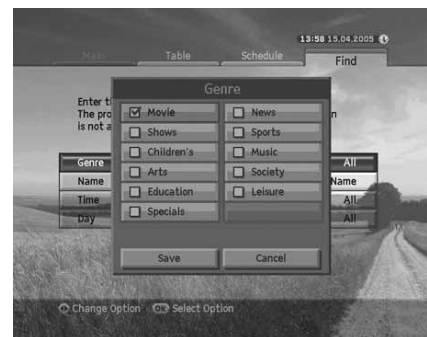 13:58 15.04.2005
Main Table Schedule Find
Genre
Enter t
The pro n
is not a
Movie News
Shows Sports
Children's Music
Arts Society
Education Leisure
Specials
Genre All
Name Name
Time All
Day All
Save Cancel
Change Option OK Select Option